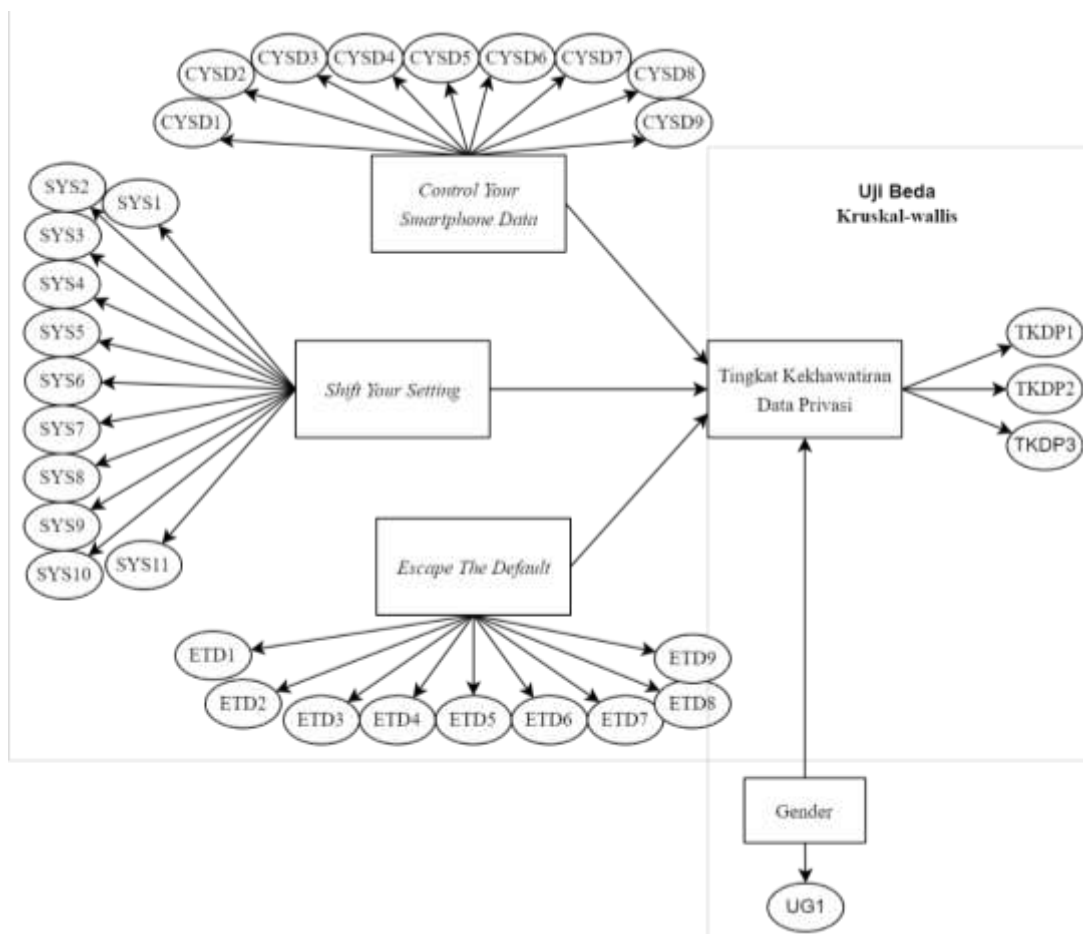 CYSD1
CYSD2
CYSD3
CYSD4
CYSD5
CYSD6
CYSD7
CYSD8
CYSD9
Control Your
Smartphone Data
Uji Beda
Kruskal-wallis
SYS1
SYS2
SYS3
SYS4
SYS5
SYS6
SYS7
SYS8
SYS9
SYS10
SYS11
Shift Your Setting
Tingkat Kekhawatiran
Data Privasi
TKDP1
TKDP2
TKDP3
Escape The Default
ETD1
ETD2
ETD3
ETD4
ETD5
ETD6
ETD7
ETD8
ETD9
Gender
UG1